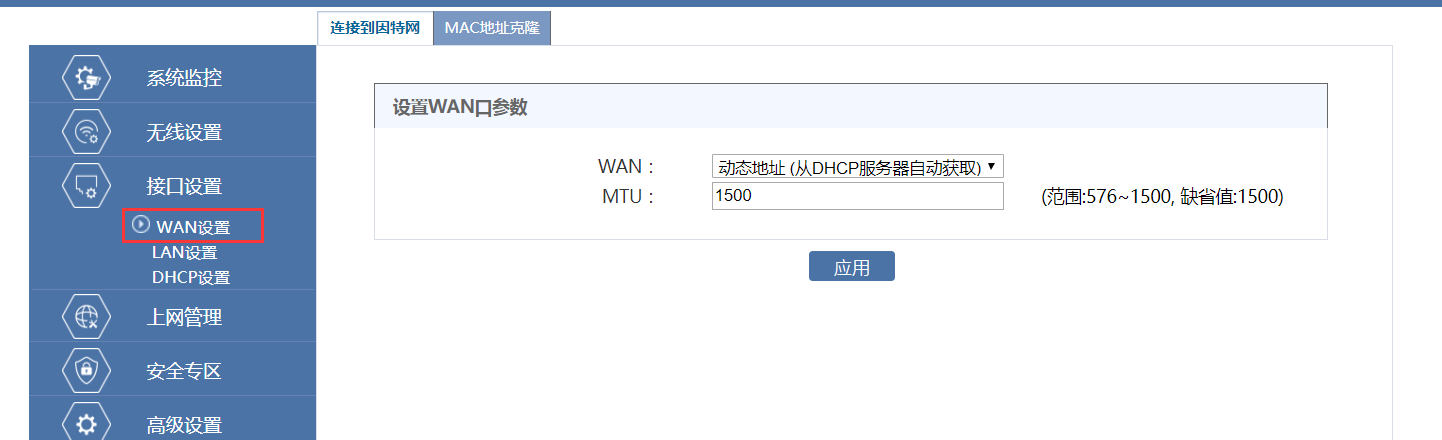 连接到因特网 MAC地址克隆
系统监控
无线设置
接口设置
WAN设置
LAN设置
DHCP设置
上网管理
安全专区
高级设置
设置WAN口参数
WAN： 动态地址 (从DHCP服务器自动获取)
MTU： 1500 (范围:576~1500, 缺省值:1500)
应用